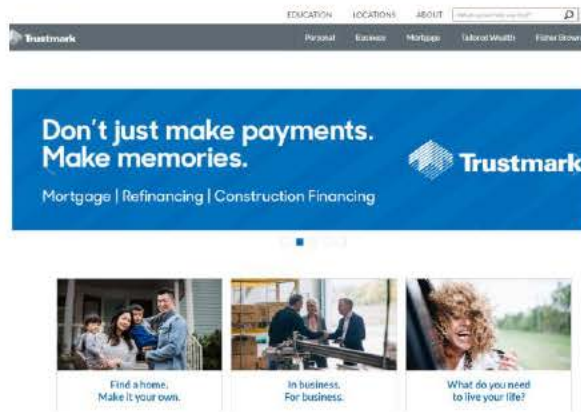 EDUCATION LOCATIONS ABOUT
Trustmark Personal Business Mortgage Tailored Wealth Fisher Brown
Don't just make payments.
Make memories.
Trustmark
Mortgage | Refinancing | Construction Financing
Find a home.
Make it your own.
In business.
For business.
What do you need
to live your life?